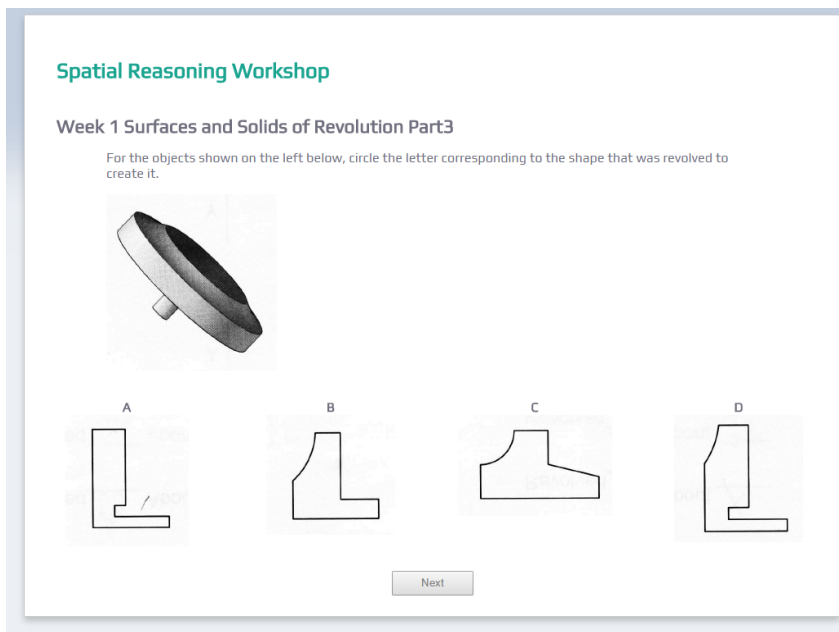 Spatial Reasoning Workshop
Week 1 Surfaces and Solids of Revolution Part3
For the objects shown on the left below, circle the letter corresponding to the shape that was revolved to
create it.
A B C D
Next